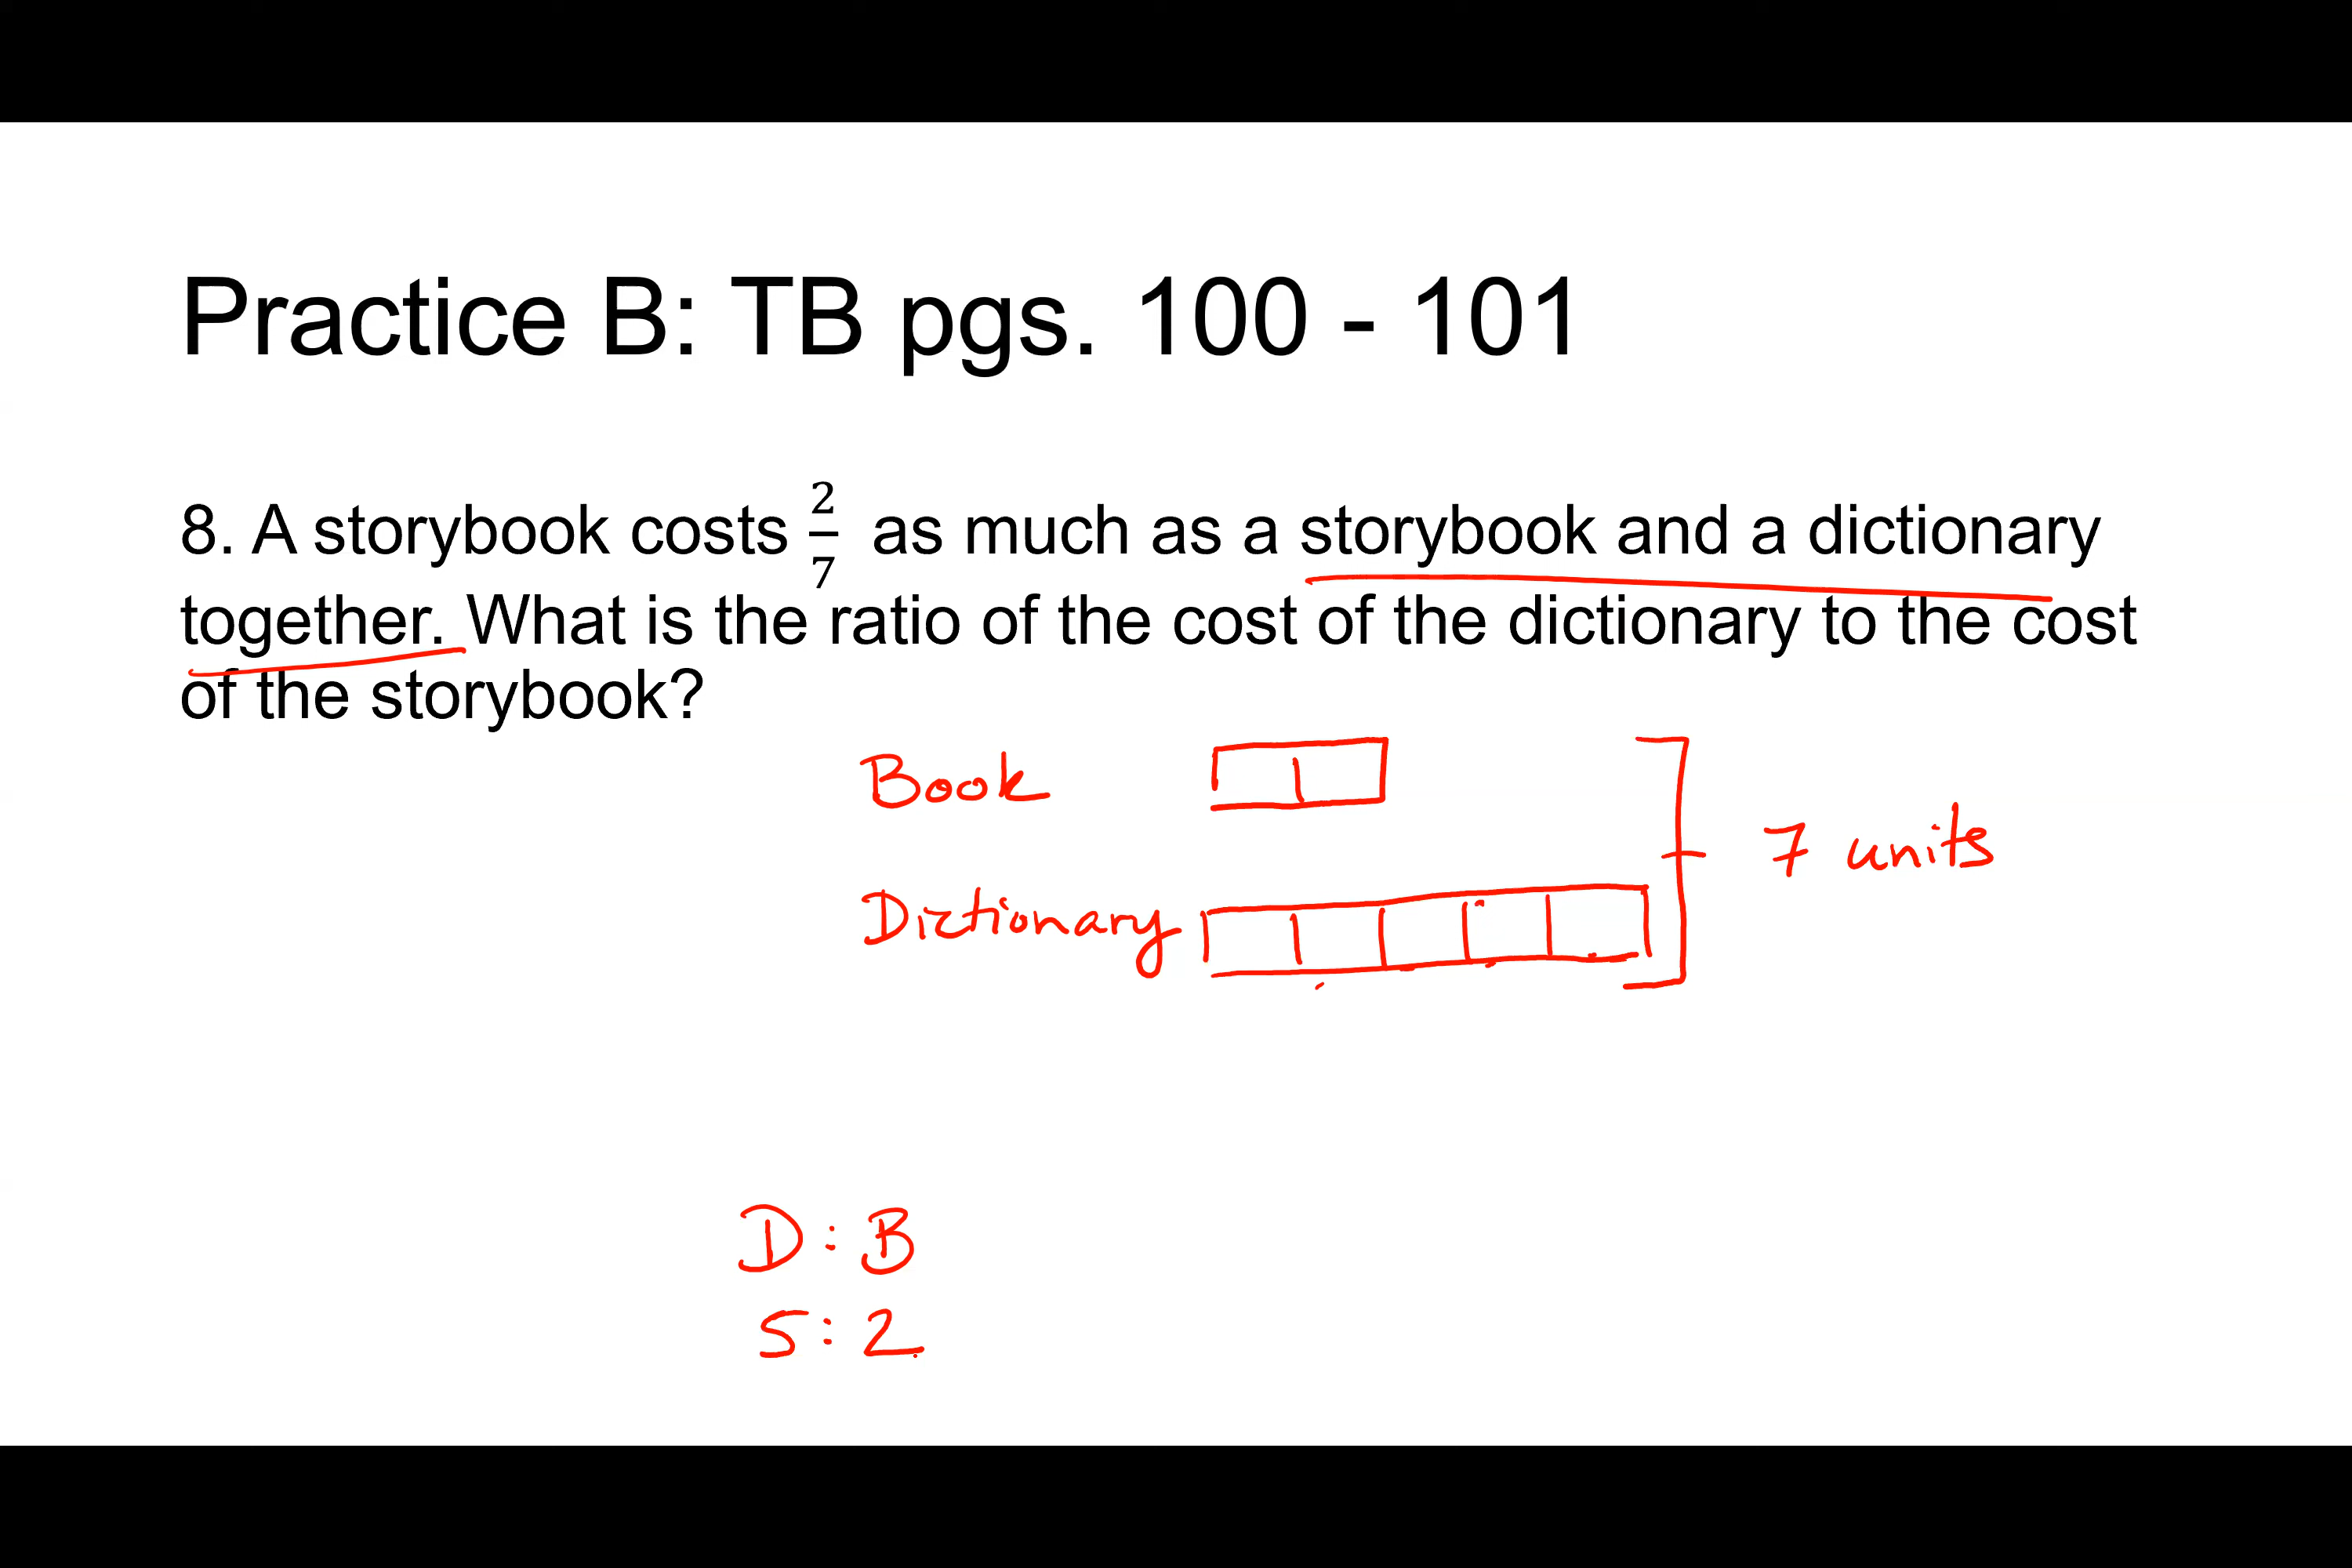 Practice B: TB pgs. 100 - 101
8. A storybook costs 2/7 as much as a storybook and a dictionary
together. What is the ratio of the cost of the dictionary to the cost
of the storybook?
Book
7 units
Dictionary
D : B
5 : 2